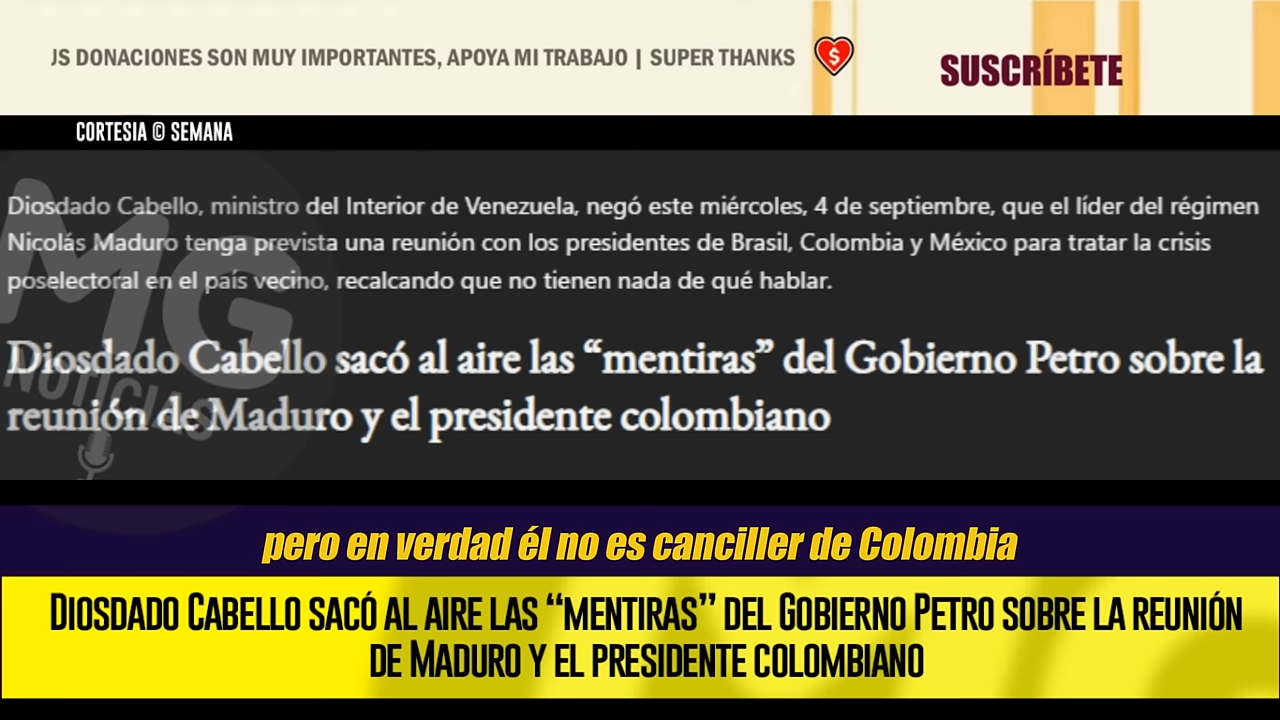 JS DONACIONES SON MUY IMPORTANTES, APOYA MI TRABAJO | SUPER THANKS
SUSCRÍBETE
CORTESIA © SEMANA
Diosdado Cabello, ministro del Interior de Venezuela, negó este miércoles, 4 de septiembre, que el líder del régimen
Nicolás Maduro tenga prevista una reunión con los presidentes de Brasil, Colombia y México para tratar la crisis
poselectoral en el país vecino, recalcando que no tienen nada de qué hablar.
Diosdado Cabello sacó al aire las “mentiras” del Gobierno Petro sobre la
reunión de Maduro y el presidente colombiano
MG
NOTICIAS
pero en verdad él no es canciller de Colombia
DIOSDADO CABELLO SACÓ AL AIRE LAS “MENTIRAS” DEL GOBIERNO PETRO SOBRE LA REUNIÓN
DE MADURO Y EL PRESIDENTE COLOMBIANO